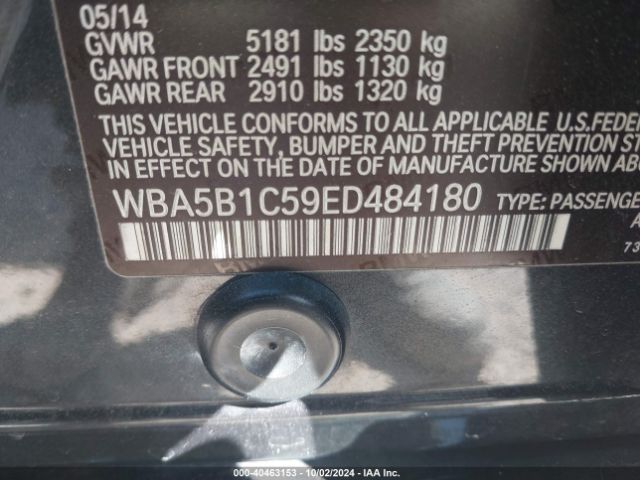 05/14
GVWR 5181 lbs 2350 kg
GAWR FRONT 2491 lbs 1130 kg
GAWR REAR 2910 lbs 1320 kg
THIS VEHICLE CONFORMS TO ALL APPLICABLE U.S.FEDE
VEHICLE SAFETY, BUMPER AND THEFT PREVENTION ST
IN EFFECT ON THE DATE OF MANUFACTURE SHOWN ABO
WBA5B1C59ED484180 TYPE: PASSENGE
A
73
000-40463153 - 10/02/2024 - IAA Inc.